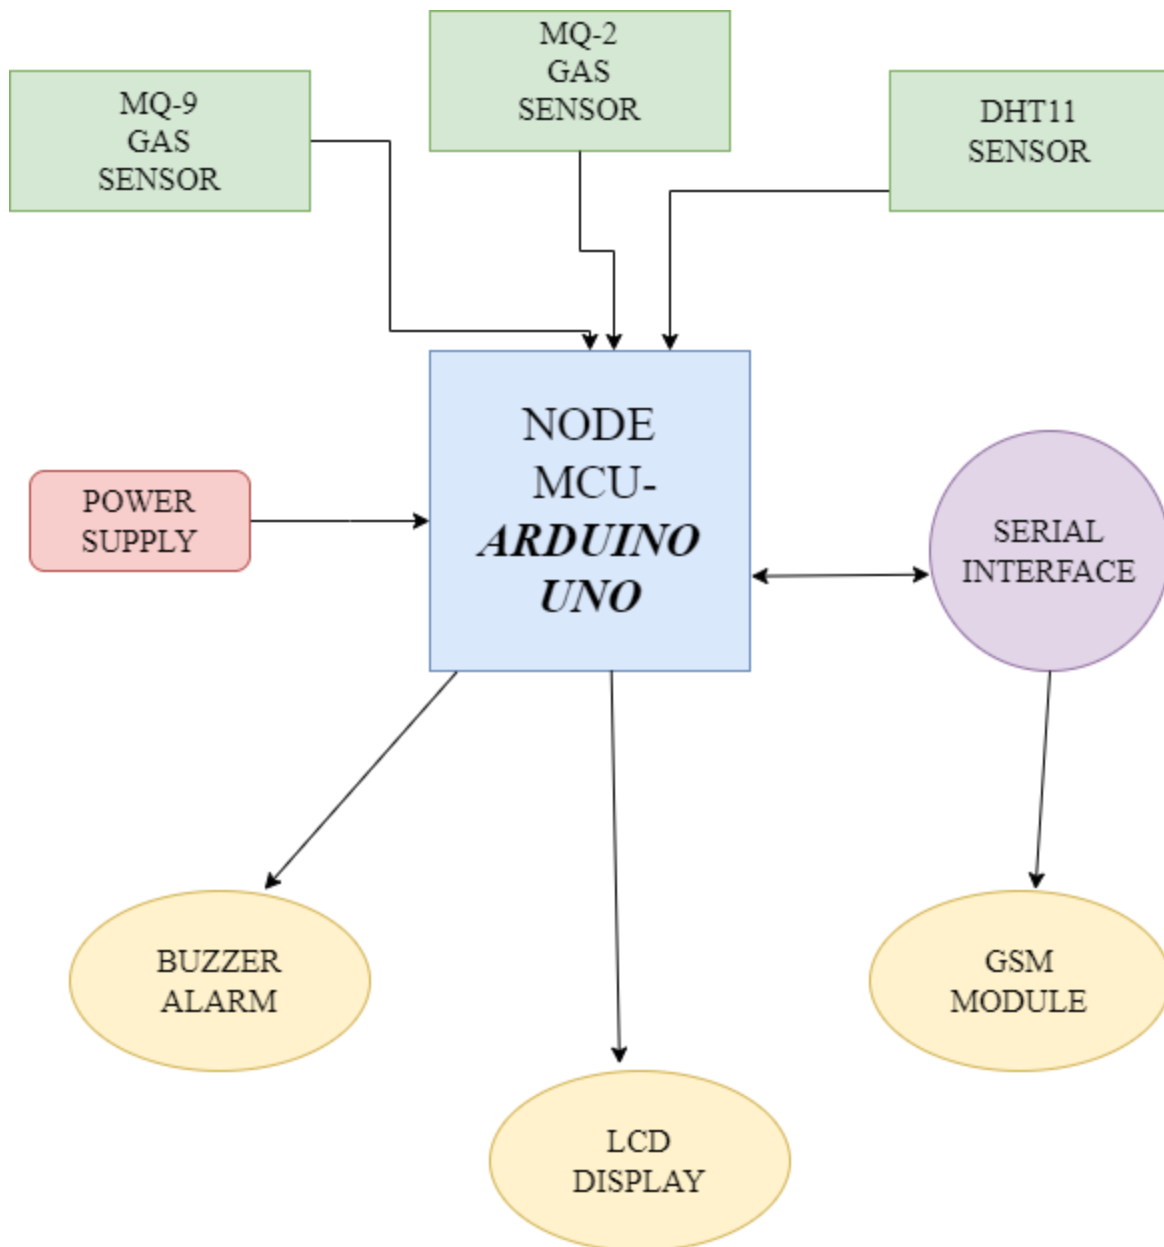 MQ-9
GAS
SENSOR
MQ-2
GAS
SENSOR
DHT11
SENSOR
NODE
MCU-
ARDUINO
UNO
POWER
SUPPLY
SERIAL
INTERFACE
BUZZER
ALARM
GSM
MODULE
LCD
DISPLAY